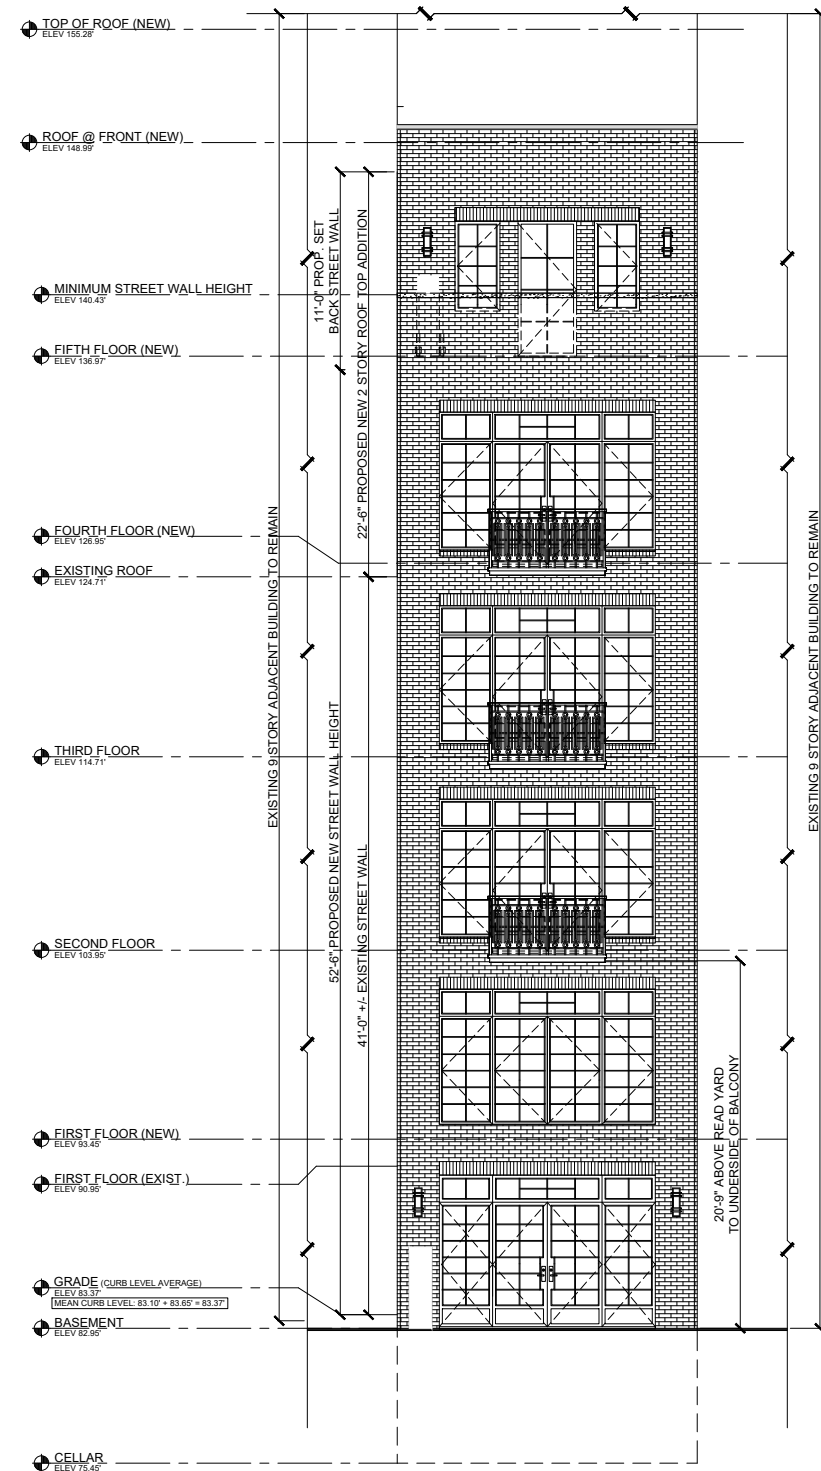 TOP OF ROOF (NEW)
ELEV 155.28'
ROOF @ FRONT (NEW)
ELEV 148.99'
11'-0" PROP. SET
BACK STREET WALL
22'-6" PROPOSED NEW 2 STORY ROOF TOP ADDITION
MINIMUM STREET WALL HEIGHT
ELEV 140.43'
FIFTH FLOOR (NEW)
ELEV 136.97'
FOURTH FLOOR (NEW)
ELEV 126.95'
EXISTING ROOF
ELEV 124.71'
EXISTING 9 STORY ADJACENT BUILDING TO REMAIN
EXISTING 9 STORY ADJACENT BUILDING TO REMAIN
THIRD FLOOR
ELEV 114.71'
52'-6" PROPOSED NEW STREET WALL HEIGHT
41'-0" +/- EXISTING STREET WALL
SECOND FLOOR
ELEV 103.95'
FIRST FLOOR (NEW)
ELEV 93.45'
FIRST FLOOR (EXIST.)
ELEV 90.95'
20'-9" ABOVE READ YARD
TO UNDERSIDE OF BALCONY
GRADE (CURB LEVEL AVERAGE)
ELEV 83.37'
MEAN CURB LEVEL: 83.10' + 83.65' = 83.37'
BASEMENT
ELEV 82.95'
CELLAR
ELEV 75.45'